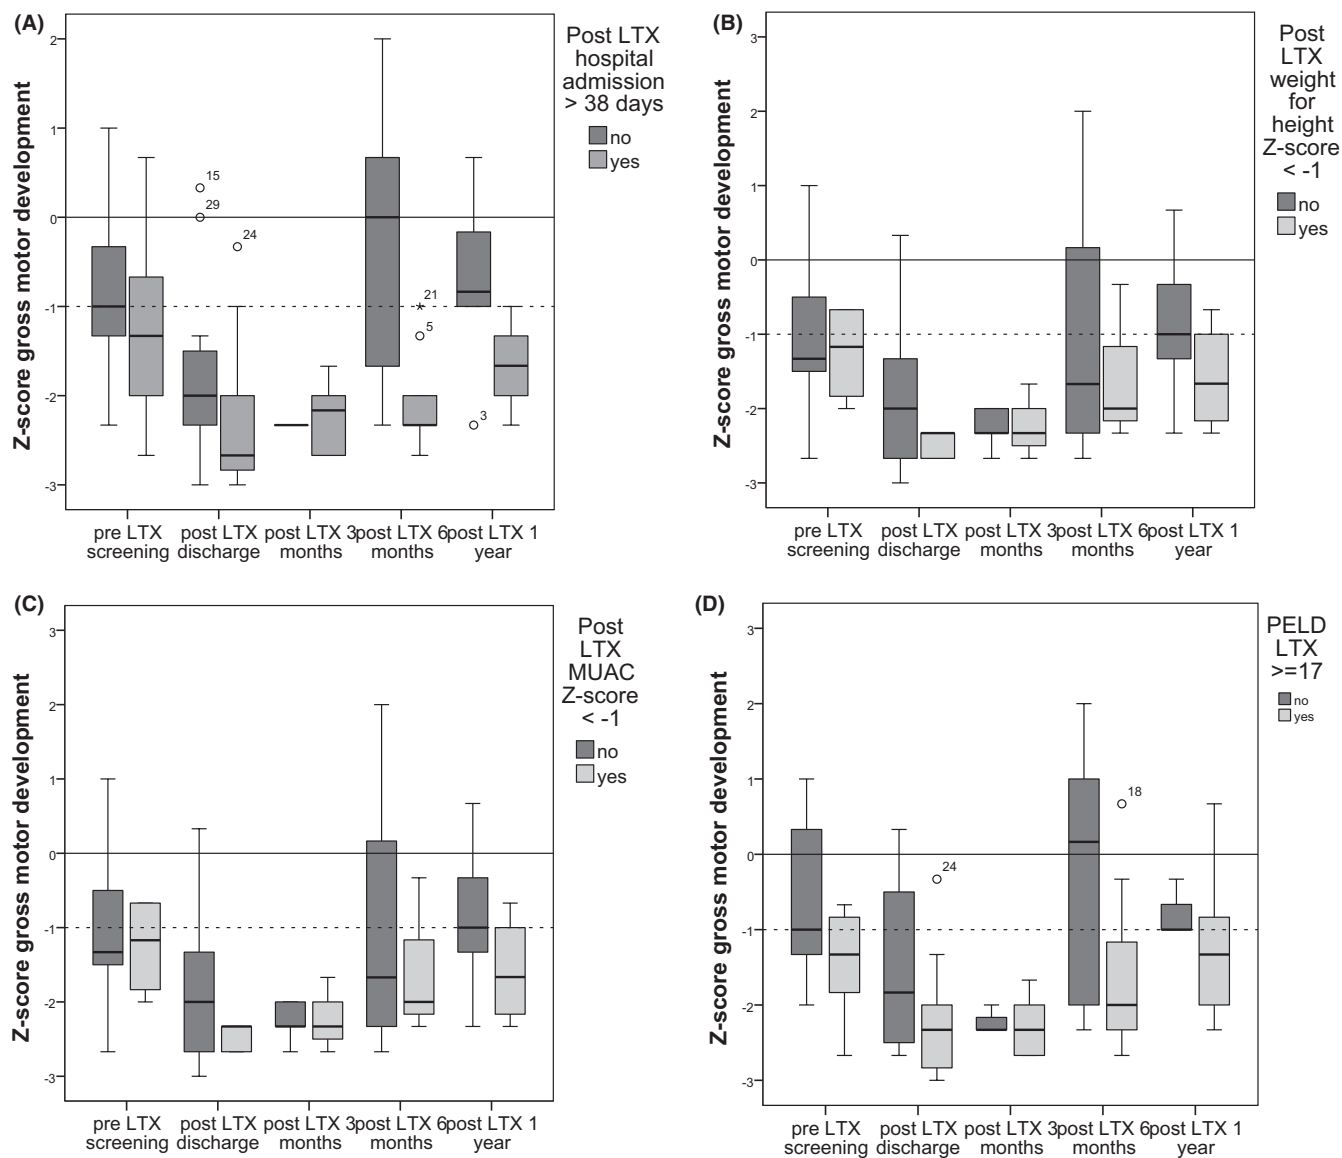 (A)
Z-score gross motor development
2
1
0
-1
-2
-3
15
29
24
21
5
3
pre LTX screening
post LTX discharge
post LTX 3 months
post LTX 6 months
post LTX 1 year
Post LTX
hospital
admission
> 38 days
no
yes
(B)
Z-score gross motor development
3
2
1
0
-1
-2
-3
pre LTX screening
post LTX discharge
post LTX 3 months
post LTX 6 months
post LTX 1 year
Post
LTX
weight
for
height
Z-score
< -1
no
yes
(C)
Z-score gross motor development
3
2
1
0
-1
-2
-3
pre LTX screening
post LTX discharge
post LTX 3 months
post LTX 6 months
post LTX 1 year
Post
LTX
MUAC
Z-score
< -1
no
yes
(D)
Z-score gross motor development
3
2
1
0
-1
-2
-3
24
18
pre LTX screening
post LTX discharge
post LTX 3 months
post LTX 6 months
post LTX 1 year
PELD
LTX
>=17
no
yes